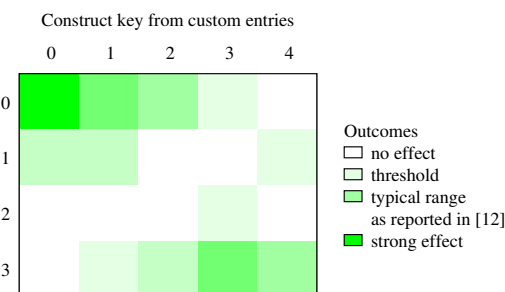 Construct key from custom entries
0 1 2 3 4
0
1
2
3
Outcomes
no effect
threshold
typical range
as reported in [12]
strong effect